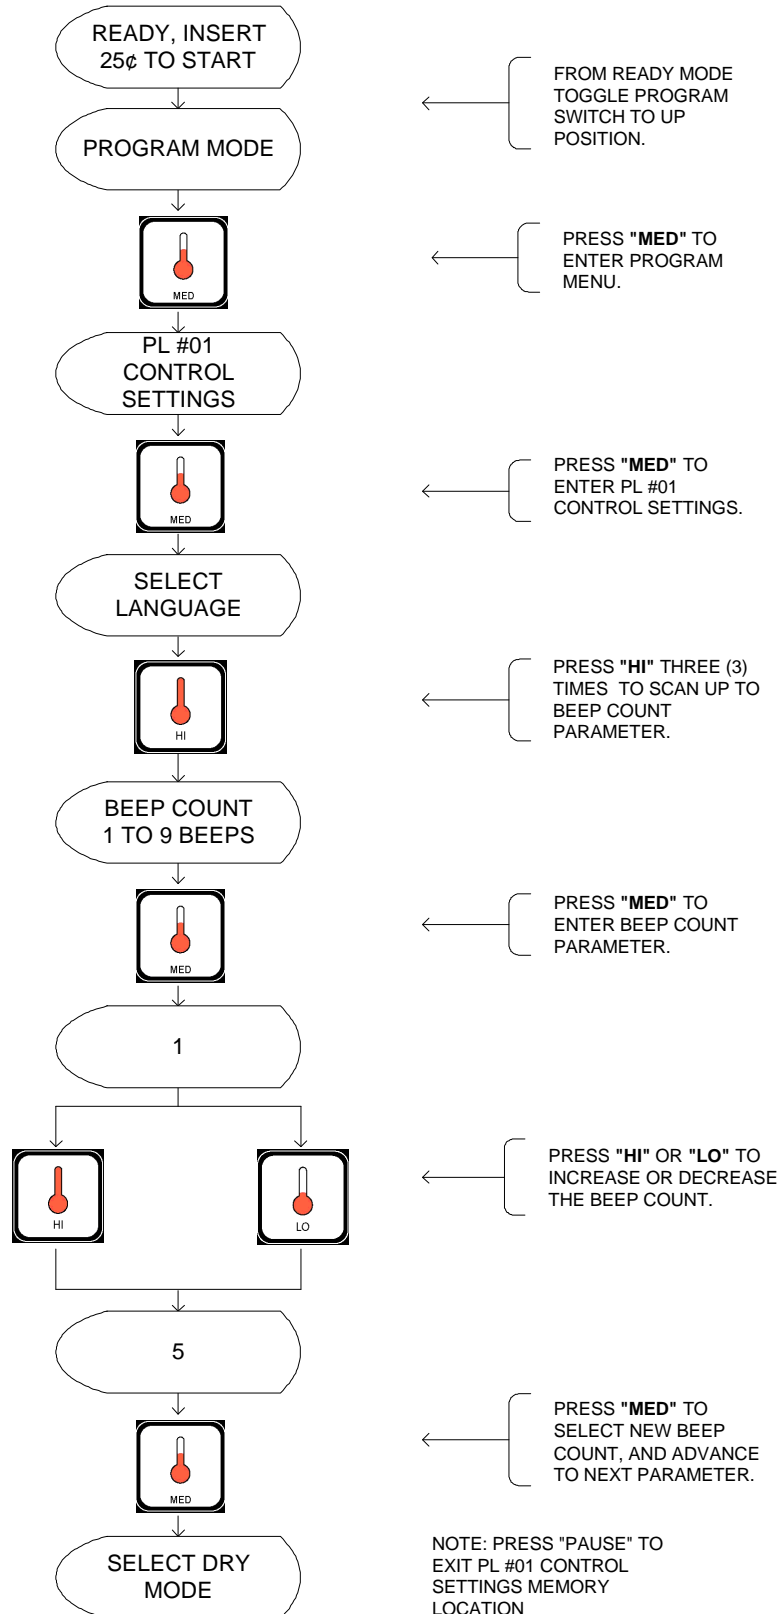 READY, INSERT
25¢ TO START
FROM READY MODE
TOGGLE PROGRAM
SWITCH TO UP
POSITION.
PROGRAM MODE
MED
PRESS "MED" TO
ENTER PROGRAM
MENU.
PL #01
CONTROL
SETTINGS
MED
PRESS "MED" TO
ENTER PL #01
CONTROL SETTINGS.
SELECT
LANGUAGE
HI
PRESS "HI" THREE (3)
TIMES TO SCAN UP TO
BEEP COUNT
PARAMETER.
BEEP COUNT
1 TO 9 BEEPS
MED
PRESS "MED" TO
ENTER BEEP COUNT
PARAMETER.
1
HI
LO
PRESS "HI" OR "LO" TO
INCREASE OR DECREASE
THE BEEP COUNT.
5
MED
PRESS "MED" TO
SELECT NEW BEEP
COUNT, AND ADVANCE
TO NEXT PARAMETER.
SELECT DRY
MODE
NOTE: PRESS "PAUSE" TO
EXIT PL #01 CONTROL
SETTINGS MEMORY
LOCATION